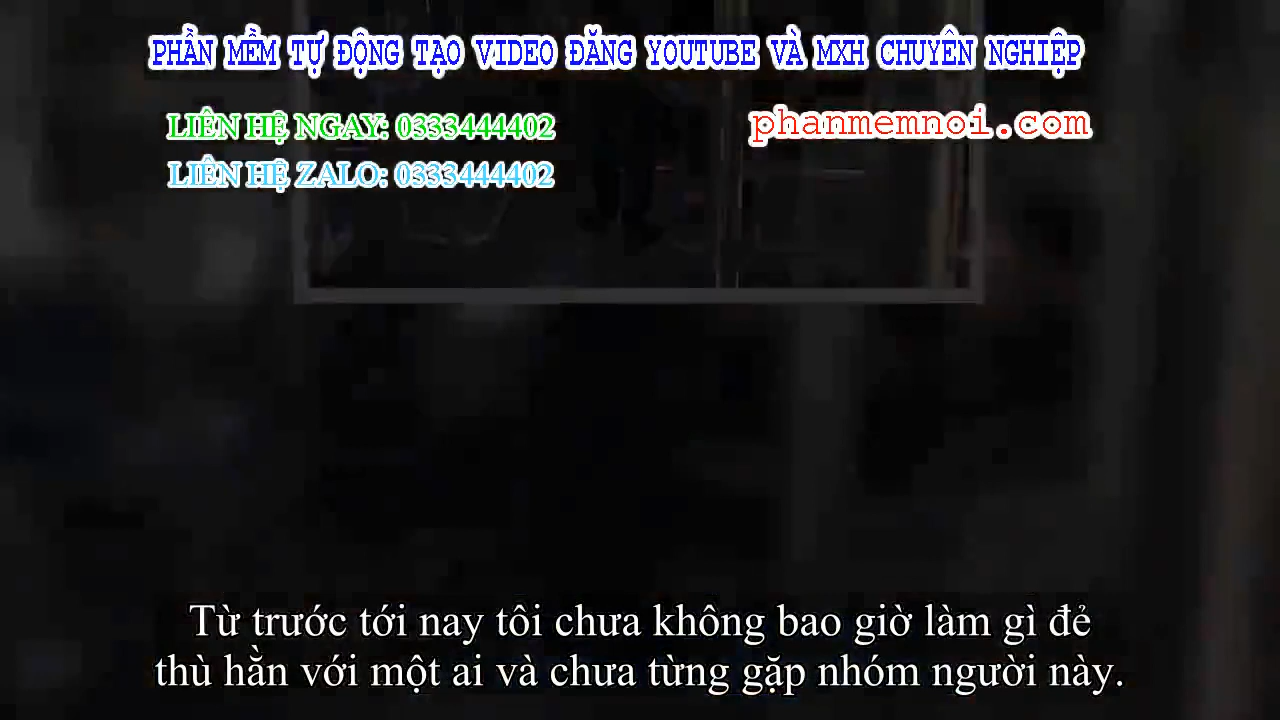 PHẦN MỀM TỰ ĐỘNG TẠO VIDEO ĐĂNG YOUTUBE VÀ MXH CHUYÊN NGHIỆP
LIÊN HỆ NGAY: 0333444402
phanmemnoi.com
LIÊN HỆ ZALO: 0333444402
Từ trước tới nay tôi chưa không bao giờ làm gì đẻ
thù hằn với một ai và chưa từng gặp nhóm người này.